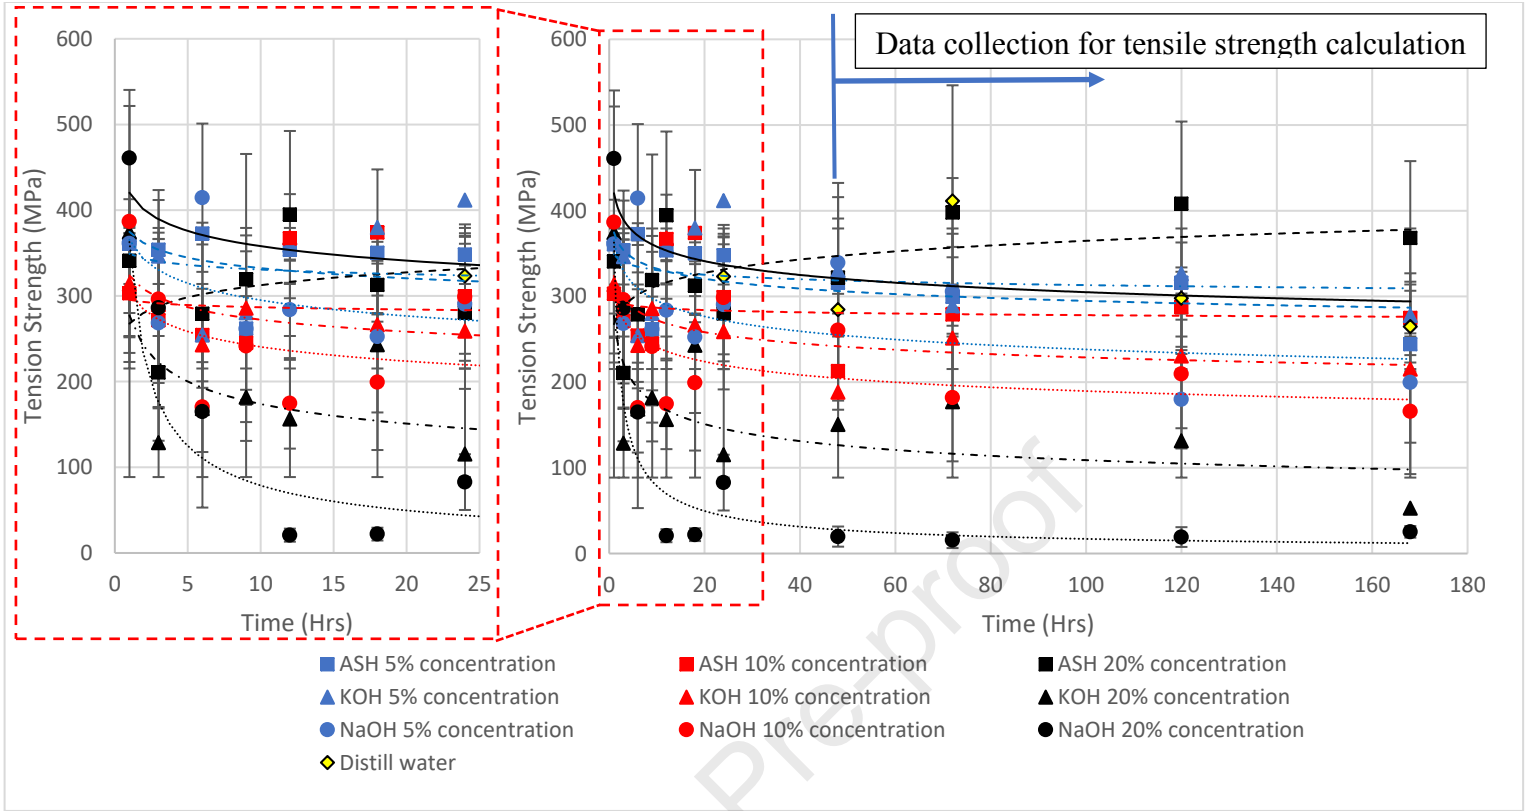 Data collection for tensile strength calculation
600
500
400
300
200
100
0
Tension Strength (MPa)
0 5 10 15 20 25
Time (Hrs)
600
500
400
300
200
100
0
Tension Strength (MPa)
0 20 40 60 80 100 120 140 160 180
Time (Hrs)
ASH 5% concentration ASH 10% concentration ASH 20% concentration
KOH 5% concentration KOH 10% concentration KOH 20% concentration
NaOH 5% concentration NaOH 10% concentration NaOH 20% concentration
Distill water
Pre-proof